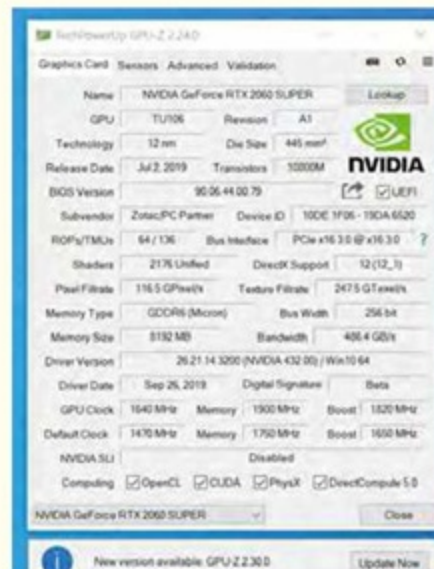 TechPowerUp GPU-Z 2.24.0
Graphics Card Sensors Advanced Validation
Name NVIDIA GeForce RTX 2060 SUPER Lookup
GPU TU106 Revision A1
Technology 12 nm Die Size 445 mm²
Release Date Jul 2, 2019 Transistors 10800M
NVIDIA
BIOS Version 90.06.44.00.79 UEFI
Subvendor Zotac/PC Partner Device ID 10DE 1F06 - 19DA 6520
ROPs/TMUs 64 / 136 Bus Interface PCIe x16 3.0 @ x16 3.0 ?
Shaders 2176 Unified DirectX Support 12 (12_1)
Pixel Fillrate 116.5 GPixel/s Texture Fillrate 247.5 GTexel/s
Memory Type GDDR6 (Micron) Bus Width 256 bit
Memory Size 8192 MB Bandwidth 486.4 GB/s
Driver Version 26.21.14.3200 (NVIDIA 432.00) / Win10 64
Driver Date Sep 26, 2019 Digital Signature Beta
GPU Clock 1640 MHz Memory 1900 MHz Boost 1820 MHz
Default Clock 1470 MHz Memory 1750 MHz Boost 1650 MHz
NVIDIA SLI Disabled
Computing OpenCL CUDA PhysX DirectCompute 5.0
NVIDIA GeForce RTX 2060 SUPER Close
New version available: GPU-Z 2.30.0 Update Now